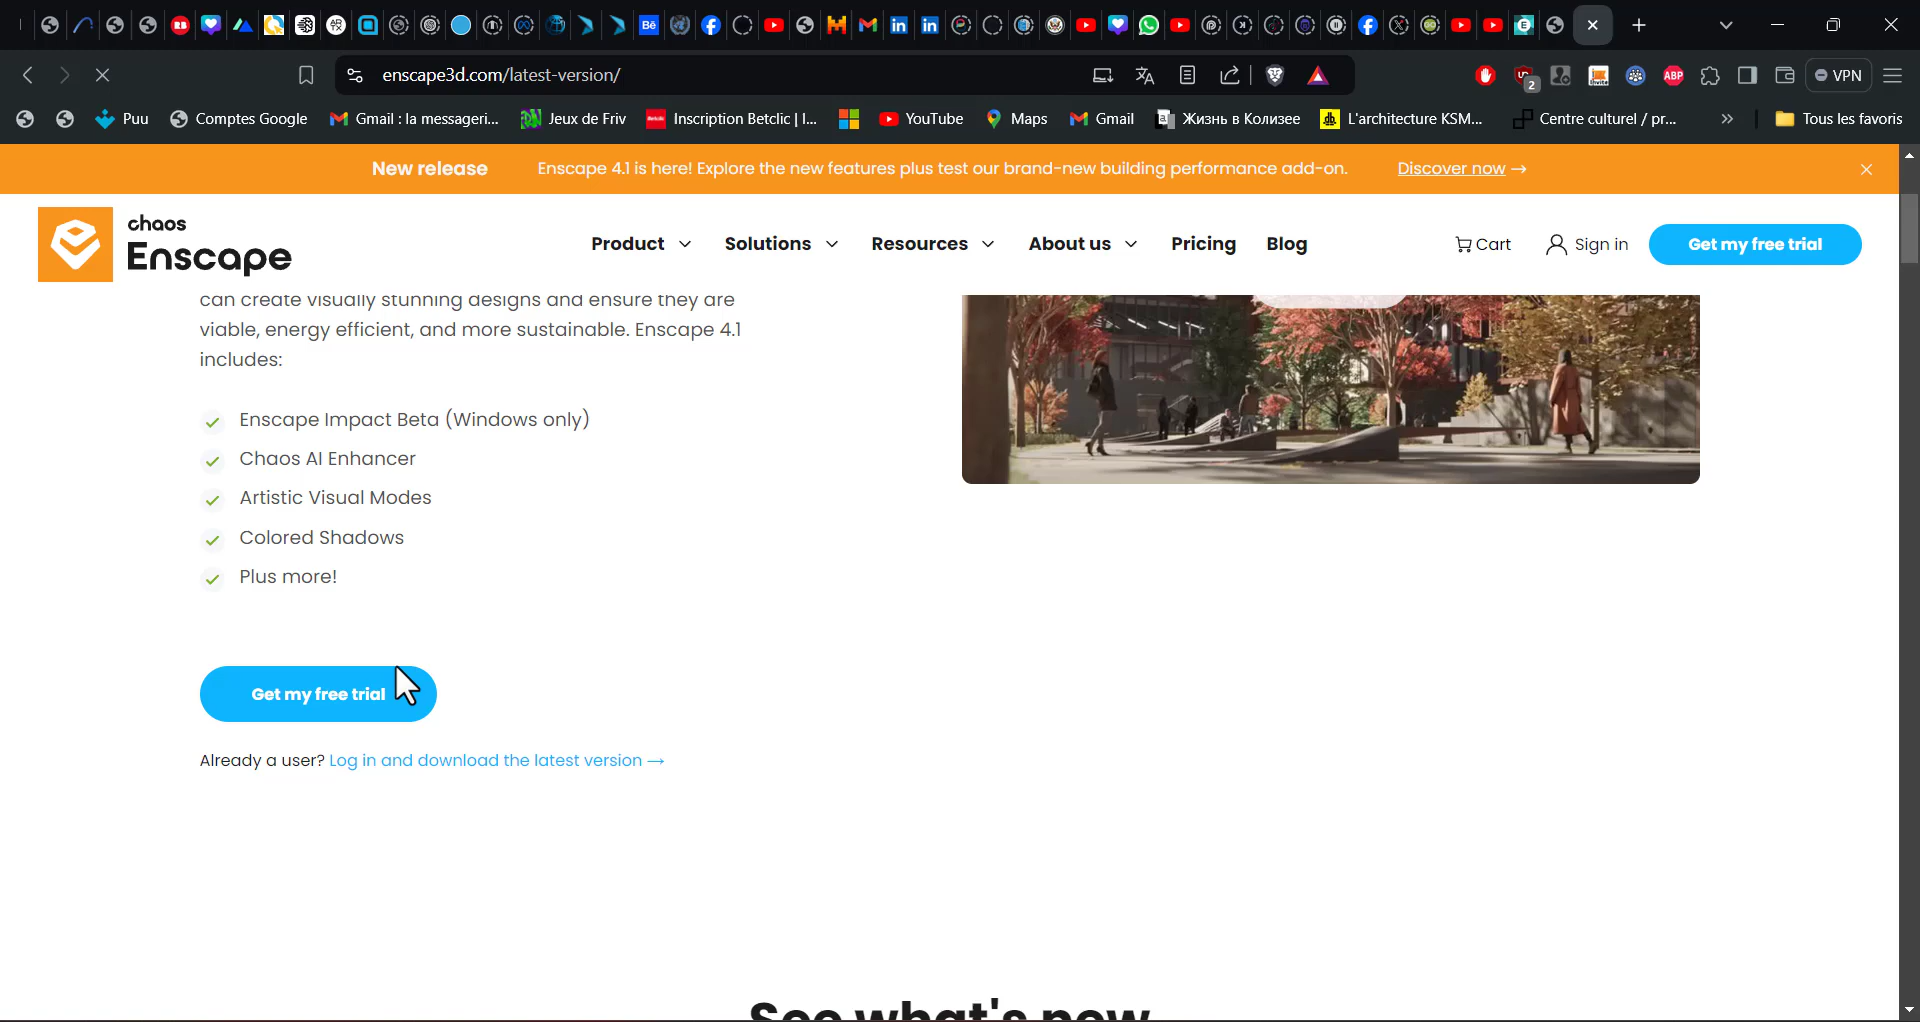 enscape3d.com/latest-version/
2
ABP
VPN
Puu
Comptes Google
Gmail : la messageri...
Jeux de Friv
Inscription Betclic | I...
YouTube
Maps
Gmail
Жизнь в Колизее
L'architecture KSM...
Centre culturel / pr...
»
Tous les favoris
New release
Enscape 4.1 is here! Explore the new features plus test our brand-new building performance add-on.
Discover now →
chaos
Enscape
Product
Solutions
Resources
About us
Pricing
Blog
Cart
Sign in
Get my free trial
can create visually stunning designs and ensure they are
viable, energy efficient, and more sustainable. Enscape 4.1
includes:
Enscape Impact Beta (Windows only)
Chaos AI Enhancer
Artistic Visual Modes
Colored Shadows
Plus more!
Get my free trial
Already a user? Log in and download the latest version →
See what's new